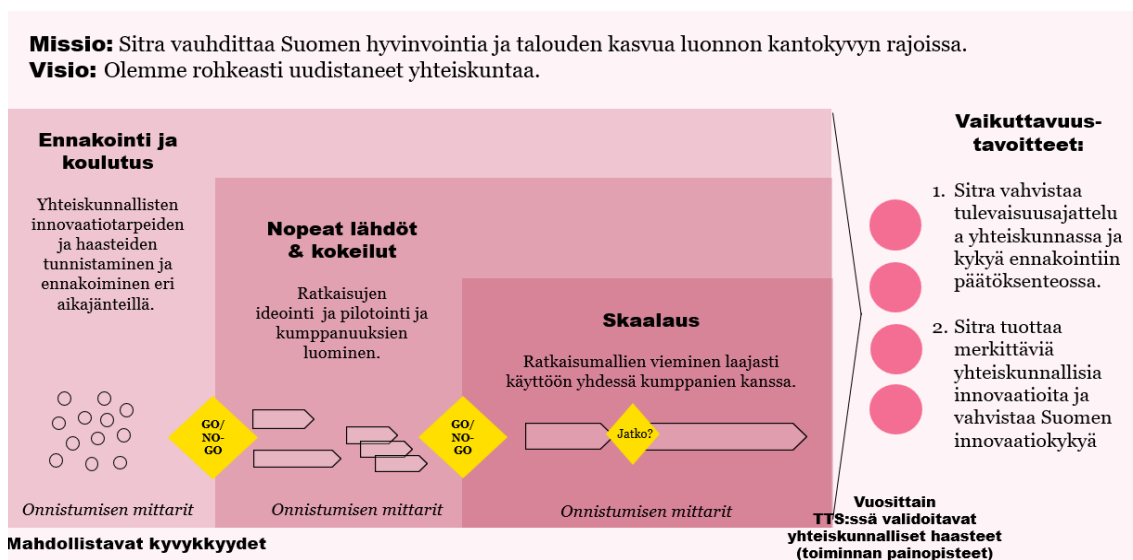 Missio: Sitra vauhdittaa Suomen hyvinvointia ja talouden kasvua luonnon kantokyvyn rajoissa.
Visio: Olemme rohkeasti uudistaneet yhteiskuntaa.
Ennakointi ja
koulutus
Yhteiskunnallisten
innovaatiotarpeiden
ja haasteiden
tunnistaminen ja
ennakoiminen eri
aikajänteillä.
GO/
NO-
GO
Onnistumisen mittarit
Nopeat lähdöt
& kokeilut
Ratkaisujen
ideointi ja pilotointi ja
kumppanuuksien
luominen.
GO/
NO-
GO
Onnistumisen mittarit
Skaalaus
Ratkaisumallien vieminen laajasti
käyttöön yhdessä kumppanien kanssa.
Jatko?
Onnistumisen mittarit
Mahdollistavat kyvykkyydet
Vuosittain
TTS:ssä validoitavat
yhteiskunnalliset haasteet
(toiminnan painopisteet)
Vaikuttavuus-
tavoitteet:
1. Sitra vahvistaa
tulevaisuusajattelu
a yhteiskunnassa ja
kykyä ennakointiin
päätöksenteossa.
2. Sitra tuottaa
merkittäviä
yhteiskunnallisia
innovaatioita ja
vahvistaa Suomen
innovaatiokykyä